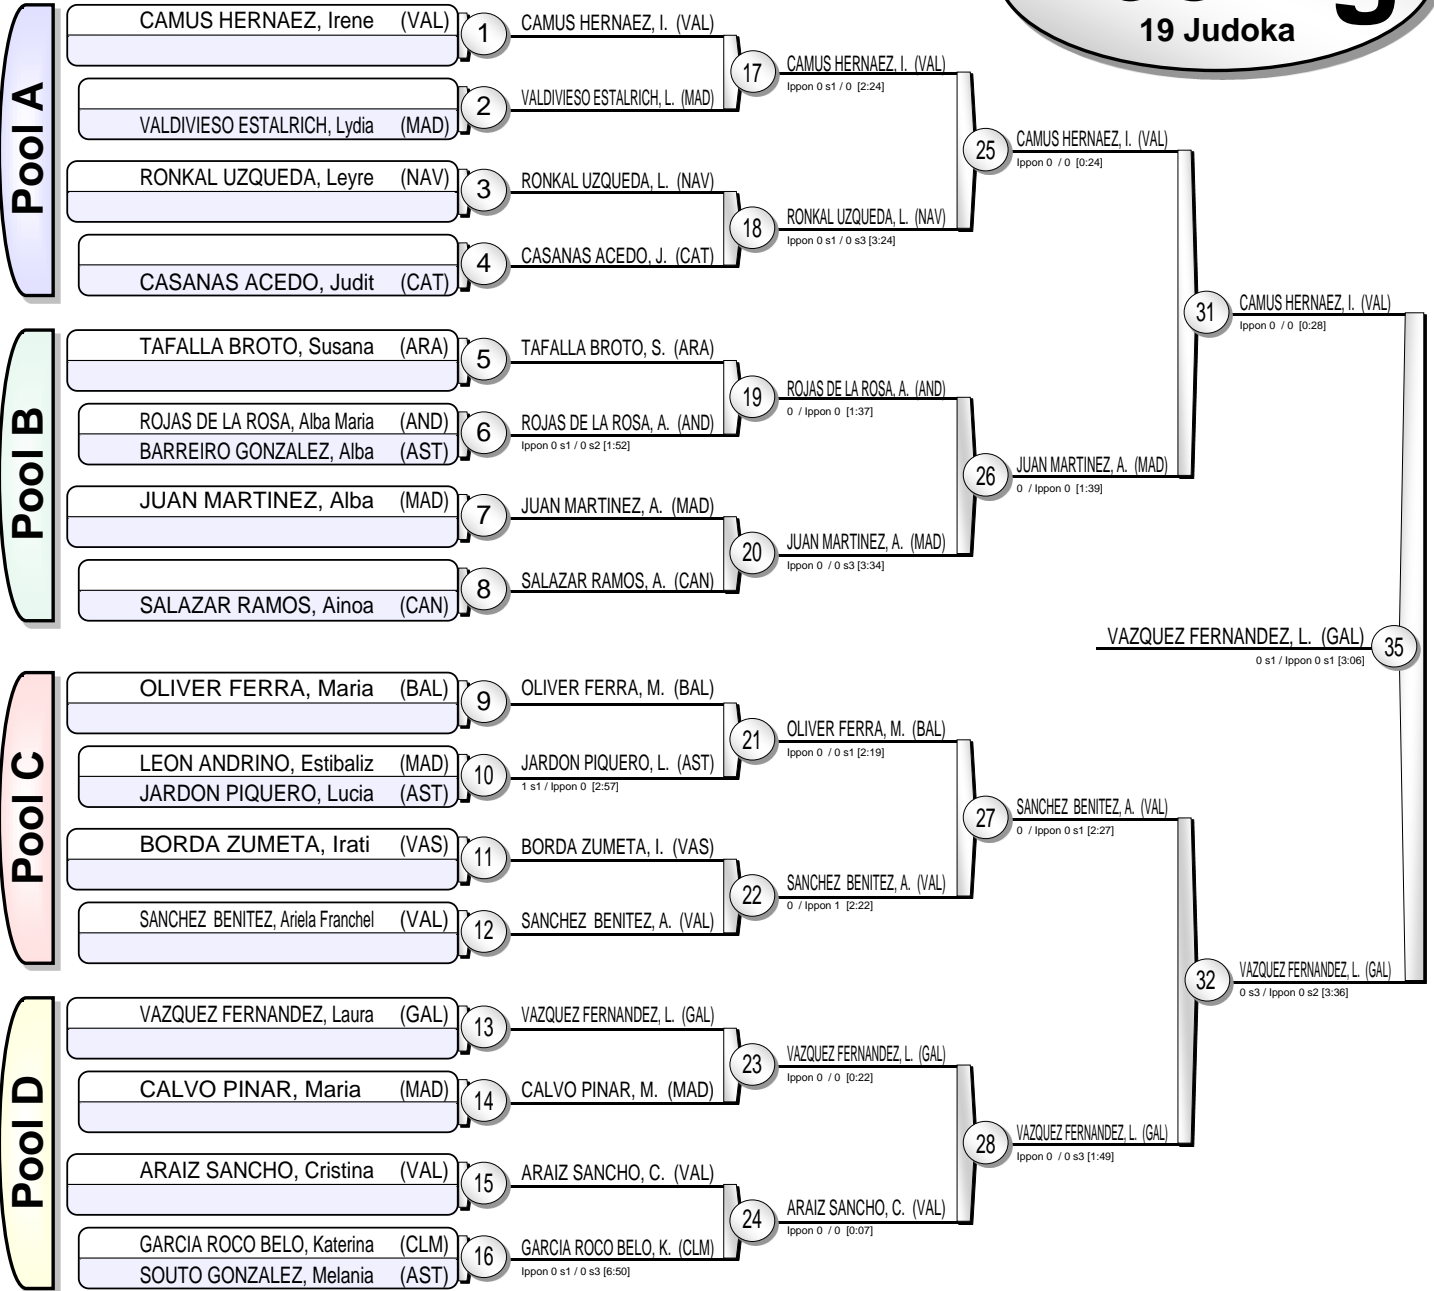 19 Judoka
Pool A
CAMUS HERNAEZ, Irene (VAL)
1
VALDIVIESO ESTALRICH, Lydia (MAD)
2
RONKAL UZQUEDA, Leyre (NAV)
3
CASANAS ACEDO, Judit (CAT)
4
Pool B
TAFALLA BROTO, Susana (ARA)
5
ROJAS DE LA ROSA, Alba Maria (AND)
BARREIRO GONZALEZ, Alba (AST)
6
JUAN MARTINEZ, Alba (MAD)
7
SALAZAR RAMOS, Ainoa (CAN)
8
Pool C
OLIVER FERRA, Maria (BAL)
9
LEON ANDRINO, Estibaliz (MAD)
JARDON PIQUERO, Lucia (AST)
10
BORDA ZUMETA, Irati (VAS)
11
SANCHEZ BENITEZ, Ariela Franchel (VAL)
12
Pool D
VAZQUEZ FERNANDEZ, Laura (GAL)
13
CALVO PINAR, Maria (MAD)
14
ARAIZ SANCHO, Cristina (VAL)
15
GARCIA ROCO BELO, Katerina (CLM)
SOUTO GONZALEZ, Melania (AST)
16
CAMUS HERNAEZ, I. (VAL)
17
VALDIVIESO ESTALRICH, L. (MAD)
RONKAL UZQUEDA, L. (NAV)
18
CASANAS ACEDO, J. (CAT)
TAFALLA BROTO, S. (ARA)
19
ROJAS DE LA ROSA, A. (AND)
Ippon 0 s1 / 0 s2 [1:52]
JUAN MARTINEZ, A. (MAD)
20
SALAZAR RAMOS, A. (CAN)
OLIVER FERRA, M. (BAL)
21
JARDON PIQUERO, L. (AST)
1 s1 / Ippon 0 [2:57]
BORDA ZUMETA, I. (VAS)
22
SANCHEZ BENITEZ, A. (VAL)
VAZQUEZ FERNANDEZ, L. (GAL)
23
CALVO PINAR, M. (MAD)
ARAIZ SANCHO, C. (VAL)
24
GARCIA ROCO BELO, K. (CLM)
Ippon 0 s1 / 0 s3 [6:50]
CAMUS HERNAEZ, I. (VAL)
Ippon 0 s1 / 0 [2:24]
25
RONKAL UZQUEDA, L. (NAV)
Ippon 0 s1 / 0 s3 [3:24]
ROJAS DE LA ROSA, A. (AND)
0 / Ippon 0 [1:37]
26
JUAN MARTINEZ, A. (MAD)
Ippon 0 / 0 s3 [3:34]
OLIVER FERRA, M. (BAL)
Ippon 0 / 0 s1 [2:19]
27
SANCHEZ BENITEZ, A. (VAL)
0 / Ippon 1 [2:22]
VAZQUEZ FERNANDEZ, L. (GAL)
Ippon 0 / 0 [0:22]
28
ARAIZ SANCHO, C. (VAL)
Ippon 0 / 0 [0:07]
CAMUS HERNAEZ, I. (VAL)
Ippon 0 / 0 [0:24]
31
JUAN MARTINEZ, A. (MAD)
0 / Ippon 0 [1:39]
SANCHEZ BENITEZ, A. (VAL)
0 / Ippon 0 s1 [2:27]
32
VAZQUEZ FERNANDEZ, L. (GAL)
Ippon 0 / 0 s3 [1:49]
CAMUS HERNAEZ, I. (VAL)
Ippon 0 / 0 [0:28]
VAZQUEZ FERNANDEZ, L. (GAL)
0 s1 / Ippon 0 s1 [3:06]
35
VAZQUEZ FERNANDEZ, L. (GAL)
0 s3 / Ippon 0 s2 [3:36]